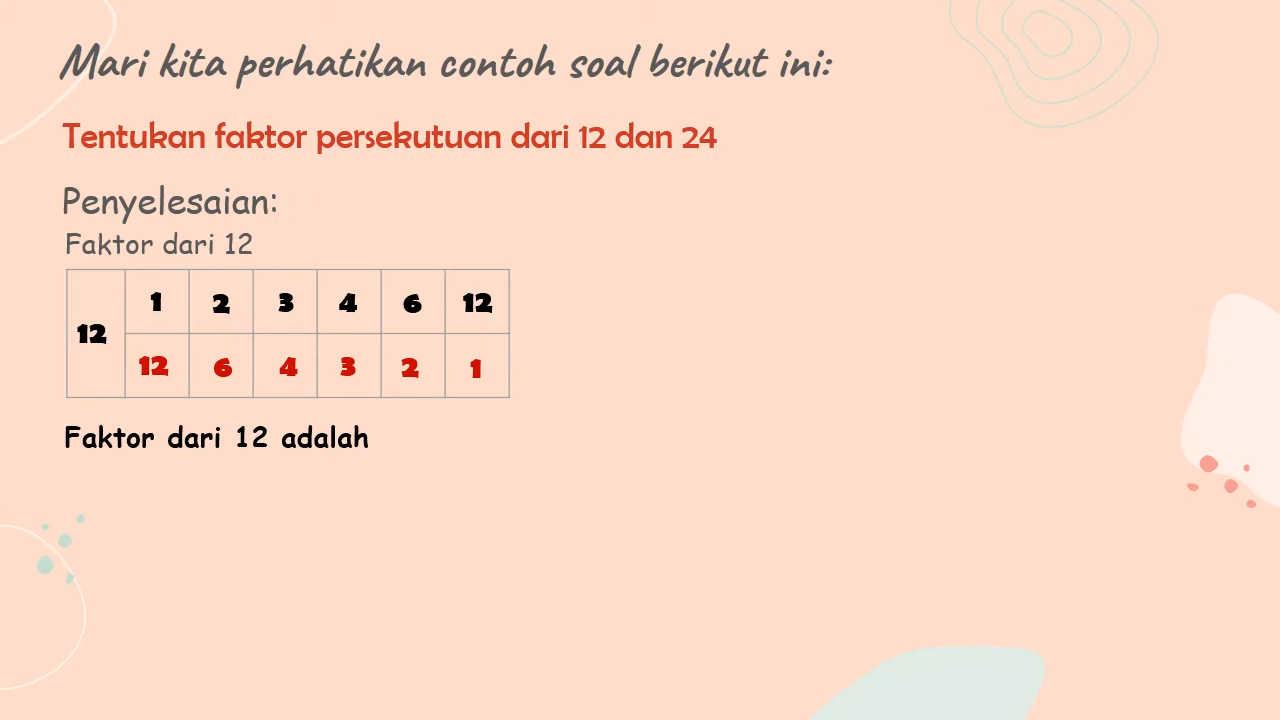 Mari kita perhatikan contoh soal berikut ini:
Tentukan faktor persekutuan dari 12 dan 24
Penyelesaian:
Faktor dari 12
12
1 2 3 4 6 12
12 6 4 3 2 1
Faktor dari 12 adalah